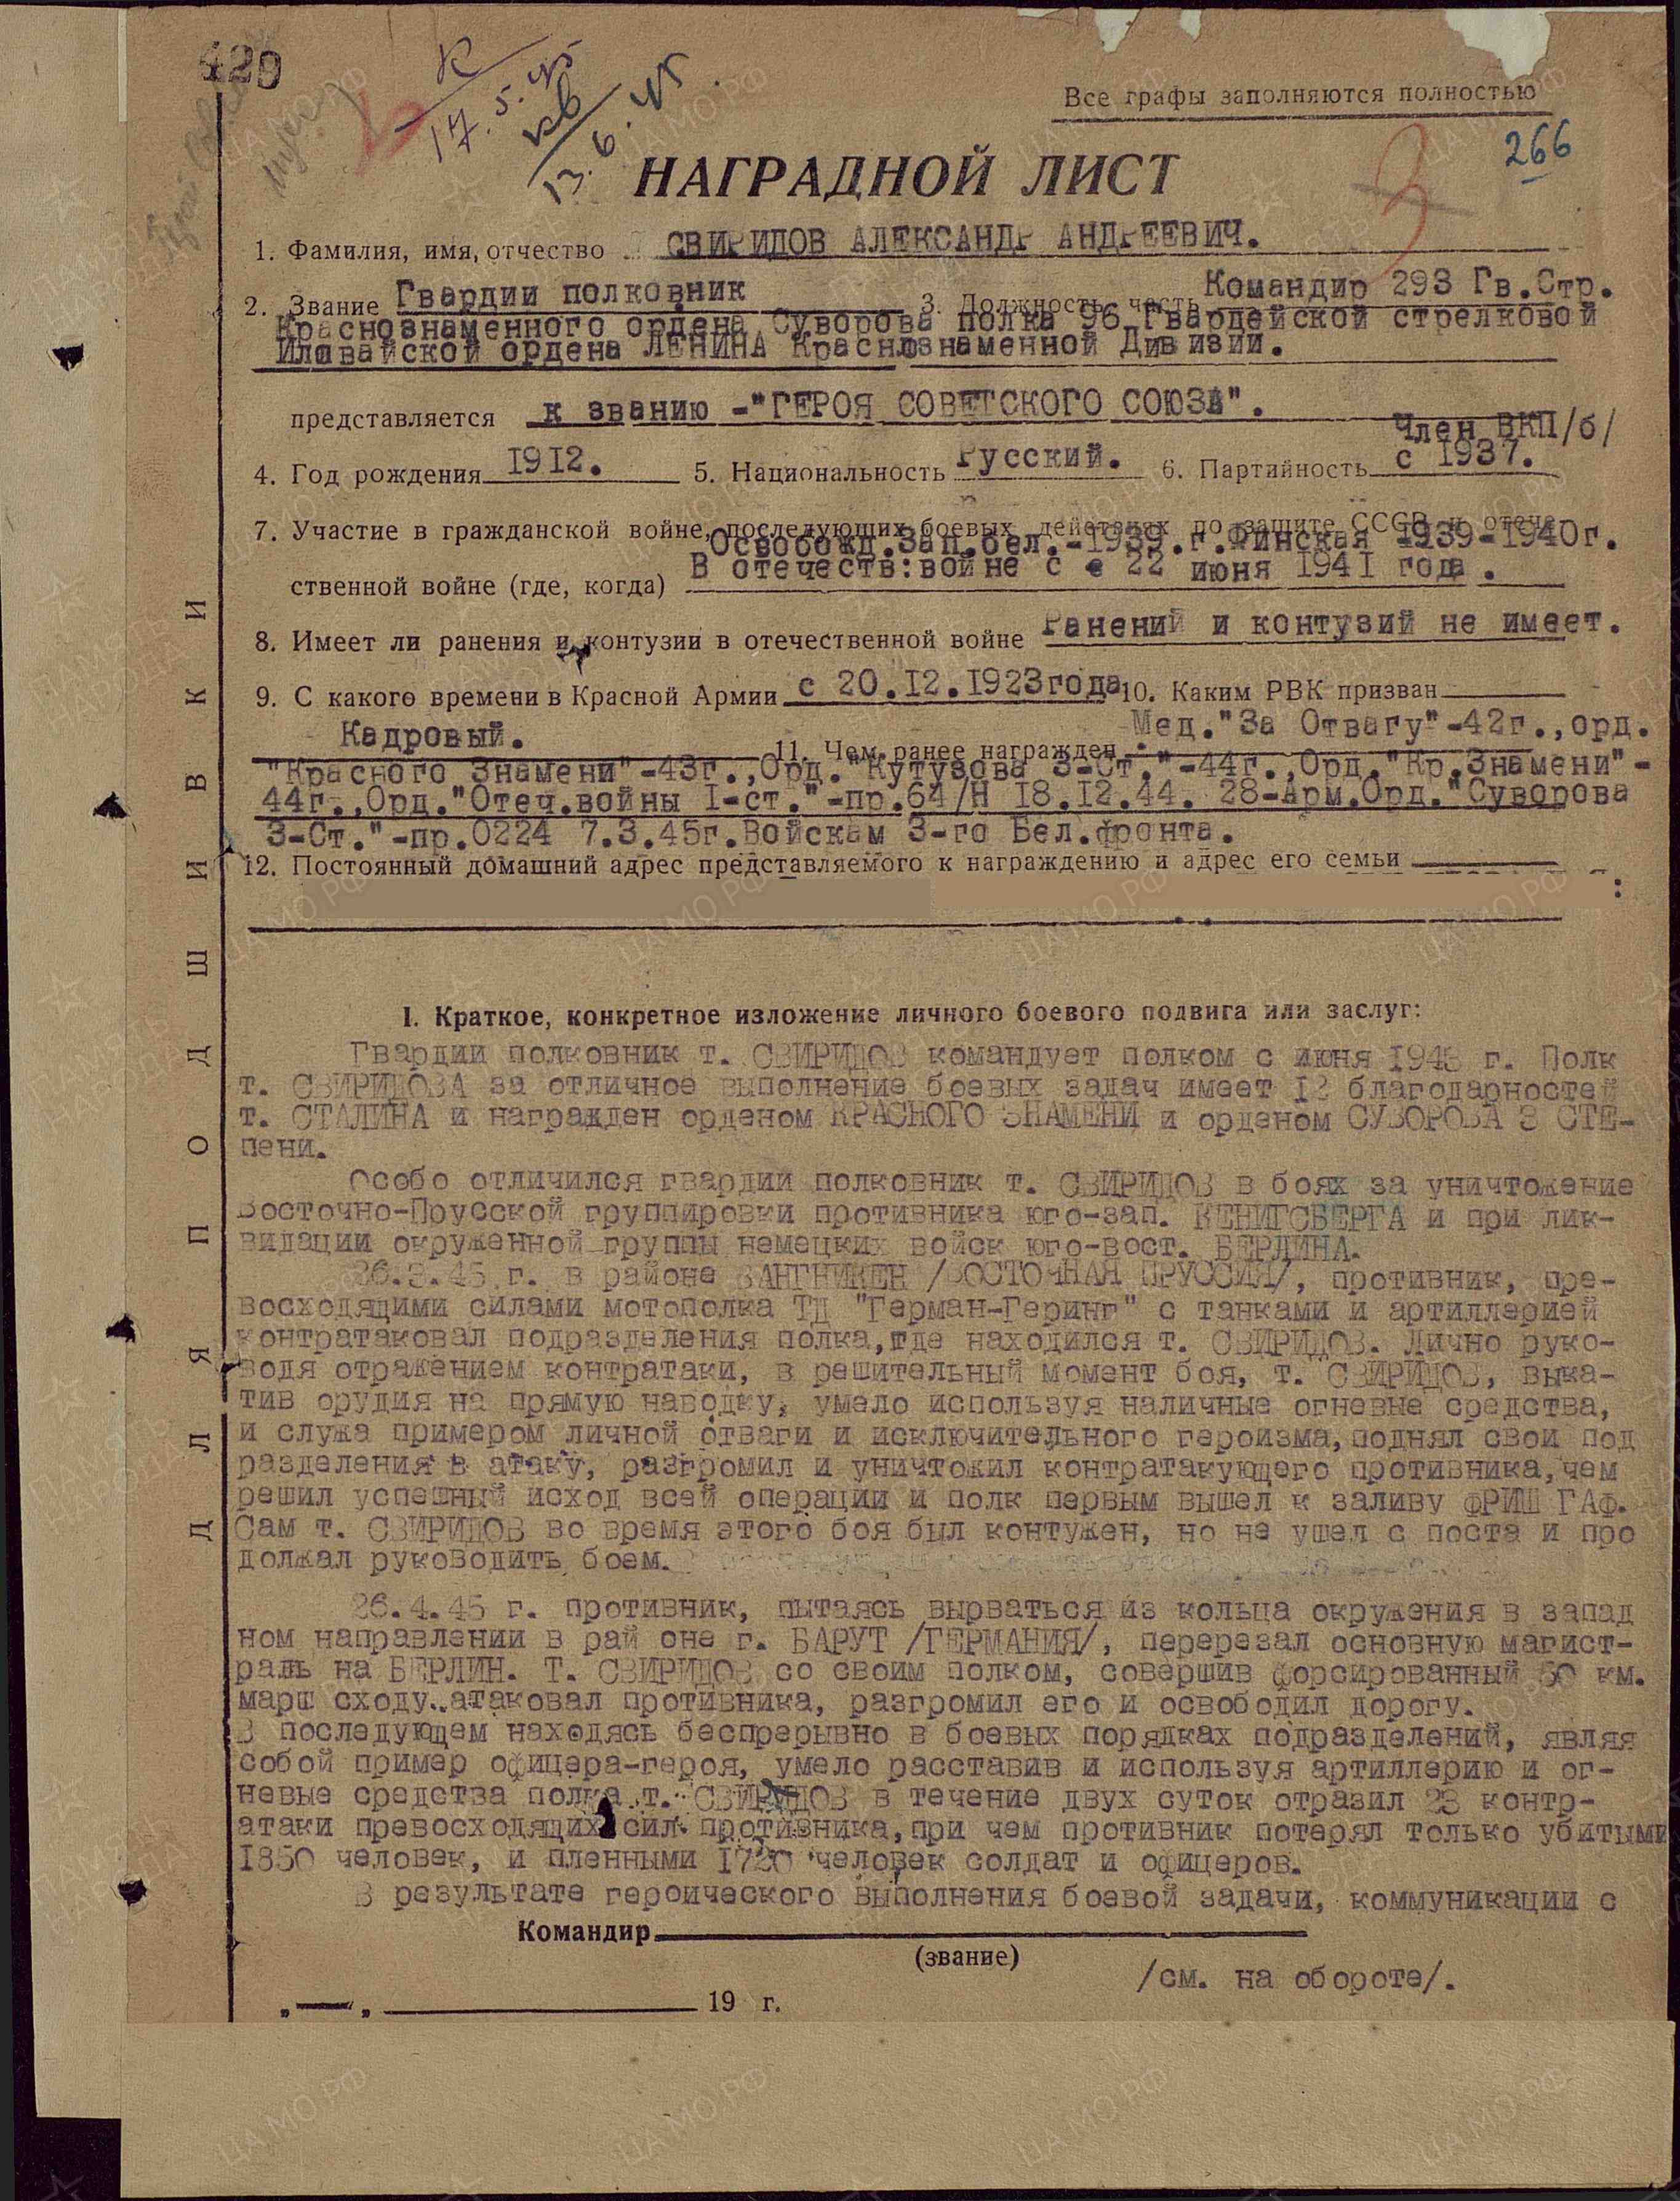 429
К
17.5.45
кв
13.6.45
Все графы заполняются полностью
266
НАГРАДНОЙ ЛИСТ
1. Фамилия, имя, отчество СВИРИДОВ АЛЕКСАНДР АНДРЕЕВИЧ.
2. Звание Гвардии полковник 3. Должность, часть Командир 293 Гв.Стр.
Краснознаменного ордена Суворова полка 96 Гвардейской стрелковой
Иловайской ордена ЛЕНИНА Краснознаменной Дивизии.
представляется к званию -"ГЕРОЯ СОВЕТСКОГО СОЮЗА".
4. Год рождения 1912. 5. Национальность Русский. 6. Партийность Член ВКП/б/ с 1937.
7. Участие в гражданской войне, последующих боевых действиях по защите СССР и отече-
Освобожд.Зап.бел.-1939.г.Финская 1939-1940г.
ственной войне (где, когда) В отечеств:войне с 22 июня 1941 года.
8. Имеет ли ранения и контузии в отечественной войне Ранений и контузий не имеет.
9. С какого времени в Красной Армии с 20.12.1923года 10. Каким РВК призван
Кадровый. 11. Чем ранее награжден Мед."За Отвагу"-42г.,орд.
"Красного Знамени"-43г.,Орд."Кутузова 3-Ст."-44г.,Орд."Кр.Знамени"-
44г.,Орд."Отеч.войны I-ст."-пр.64/Н 18.12.44. 28-Арм.Орд."Суворова
3-Ст."-пр.0224 7.3.45г.Войскам 3-го Бел.фронта.
12. Постоянный домашний адрес представляемого к награждению и адрес его семьи
I. Краткое, конкретное изложение личного боевого подвига или заслуг:
Гвардии полковник т. СВИРИДОВ командует полком с июня 1943 г. Полк
т. СВИРИДОВА за отличное выполнение боевых задач имеет 12 благодарностей
т. СТАЛИНА и награжден орденом КРАСНОГО ЗНАМЕНИ и орденом СУВОРОВА 3 СТЕ-
пени.
Особо отличился гвардии полковник т. СВИРИДОВ в боях за уничтожение
Восточно-Прусской группировки противника юго-зап. КЕНИГСБЕРГА и при лик-
видации окруженной группы немецких войск юго-вост. БЕРЛИНА.
26.3.45 г. в районе ВАНГНИКЕН /ВОСТОЧНАЯ ПРУССИЯ/, противник, пре-
восходящими силами мотополка ТД "Герман-Геринг" с танками и артиллерией
контратаковал подразделения полка,где находился т. СВИРИДОВ. Лично руко-
водя отражением контратаки, в решительный момент боя, т. СВИРИДОВ, выка-
тив орудия на прямую наводку, умело используя наличные огневые средства,
и служа примером личной отваги и исключительного героизма,поднял свои под
разделения в атаку, разгромил и уничтожил контратакующего противника,чем
решил успешный исход всей операции и полк первым вышел к заливу ФРИШ ГАФ.
Сам т. СВИРИДОВ во время этого боя был контужен, но не ушел с поста и про
должал руководить боем.
26.4.45 г. противник, пытаясь вырваться из кольца окружения в запад
ном направлении в рай оне г. БАРУТ /ГЕРМАНИЯ/, перерезал основную магист-
раль на БЕРЛИН. Т. СВИРИДОВ со своим полком, совершив форсированный 50 км.
марш сходу..атаковал противника, разгромил его и освободил дорогу.
В последующем находясь беспрерывно в боевых порядках подразделений, являя
собой пример офицера-героя, умело расставив и используя артиллерию и ог-
невые средства полка т. СВИРИДОВ в течение двух суток отразил 23 контр-
атаки превосходящих сил противника,при чем противник потерял только убитыми
1850 человек, и пленными 1720 человек солдат и офицеров.
В результате героического выполнения боевой задачи, коммуникации с
Командир
(звание)
/см. на обороте/.
„ — „ 19 г.
ДЛЯ ПОДШИВКИ
ЦА МО РФ